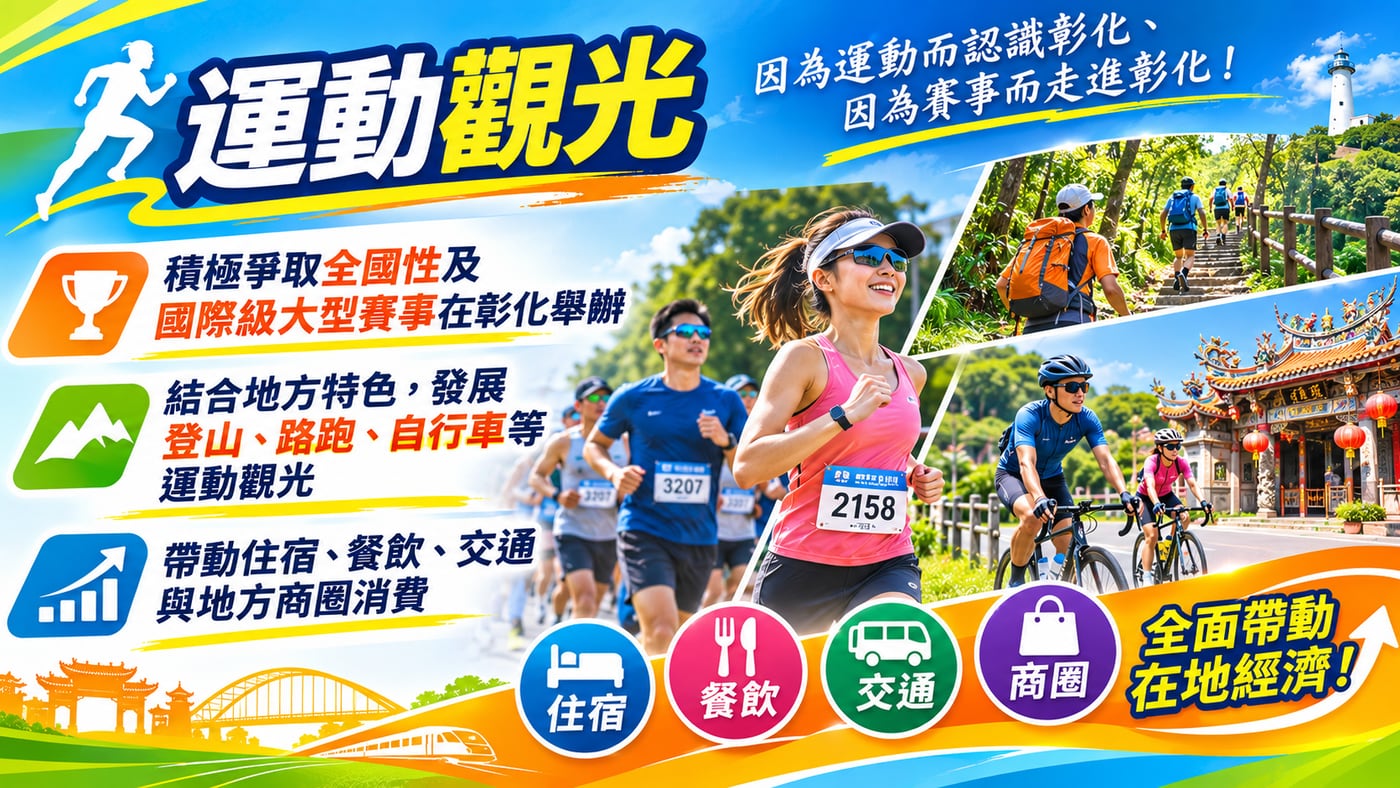 運動觀光
因為運動而認識彰化、
因為賽事而走進彰化！
積極爭取全國性及
國際級大型賽事在彰化舉辦
結合地方特色，發展
登山、路跑、自行車等
運動觀光
帶動住宿、餐飲、交通
與地方商圈消費
3207
3207
2158
住宿
餐飲
交通
商圈
全面帶動
在地經濟！